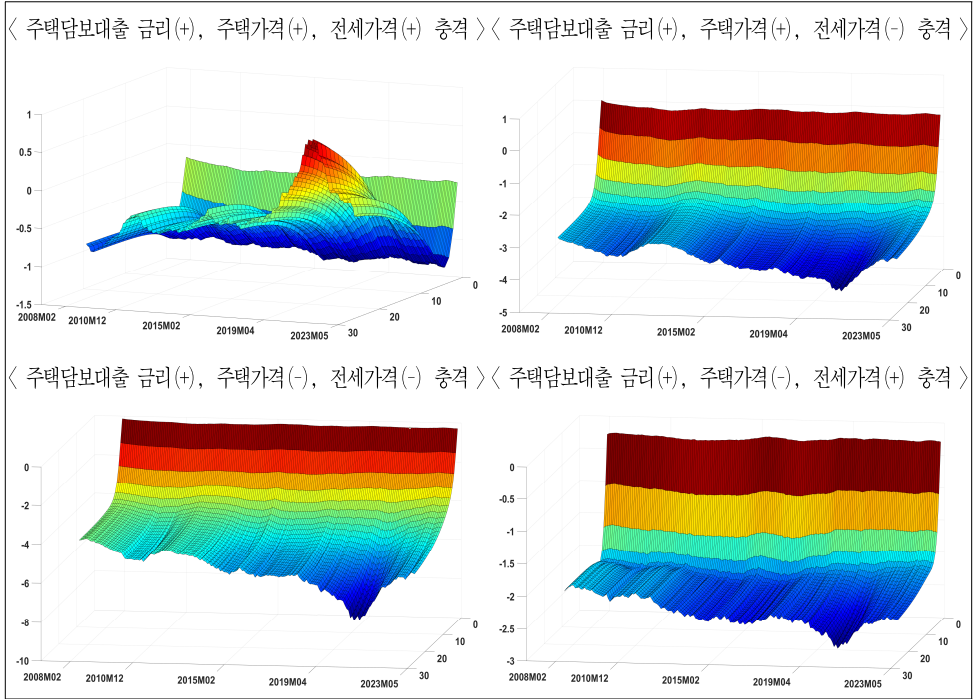 〈 주택담보대출 금리(+), 주택가격(+), 전세가격(+) 충격 〉
1
0.5
0
-0.5
-1
-1.5
2008M02
2010M12
2015M02
2019M04
2023M05
30
20
10
0
〈 주택담보대출 금리(+), 주택가격(+), 전세가격(-) 충격 〉
1
0
-1
-2
-3
-4
-5
2008M02
2010M12
2015M02
2019M04
2023M05
30
20
10
0
〈 주택담보대출 금리(+), 주택가격(-), 전세가격(-) 충격 〉
0
-2
-4
-6
-8
-10
2008M02
2010M12
2015M02
2019M04
2023M05
30
20
10
0
〈 주택담보대출 금리(+), 주택가격(-), 전세가격(+) 충격 〉
0
-0.5
-1
-1.5
-2
-2.5
-3
2008M02
2010M12
2015M02
2019M04
2023M05
30
20
10
0